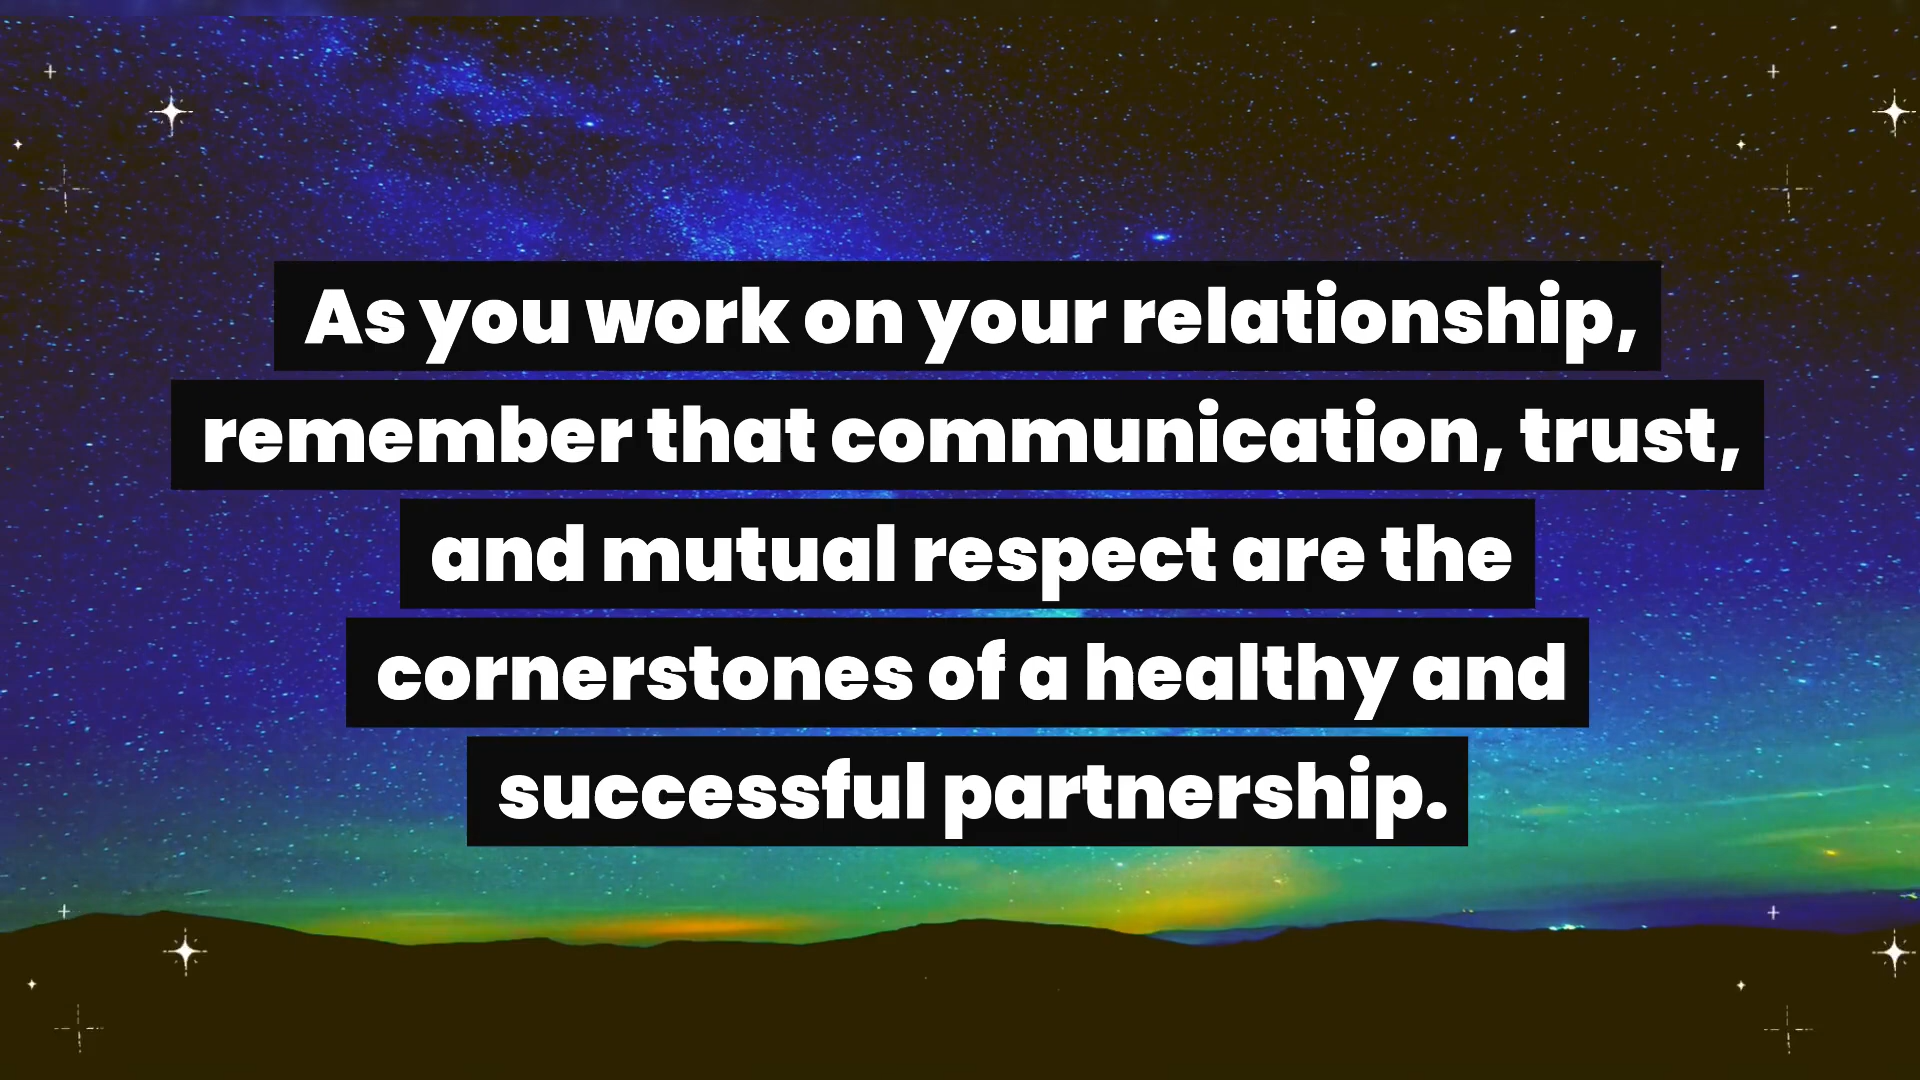 As you work on your relationship,
remember that communication, trust,
and mutual respect are the
cornerstones of a healthy and
successful partnership.